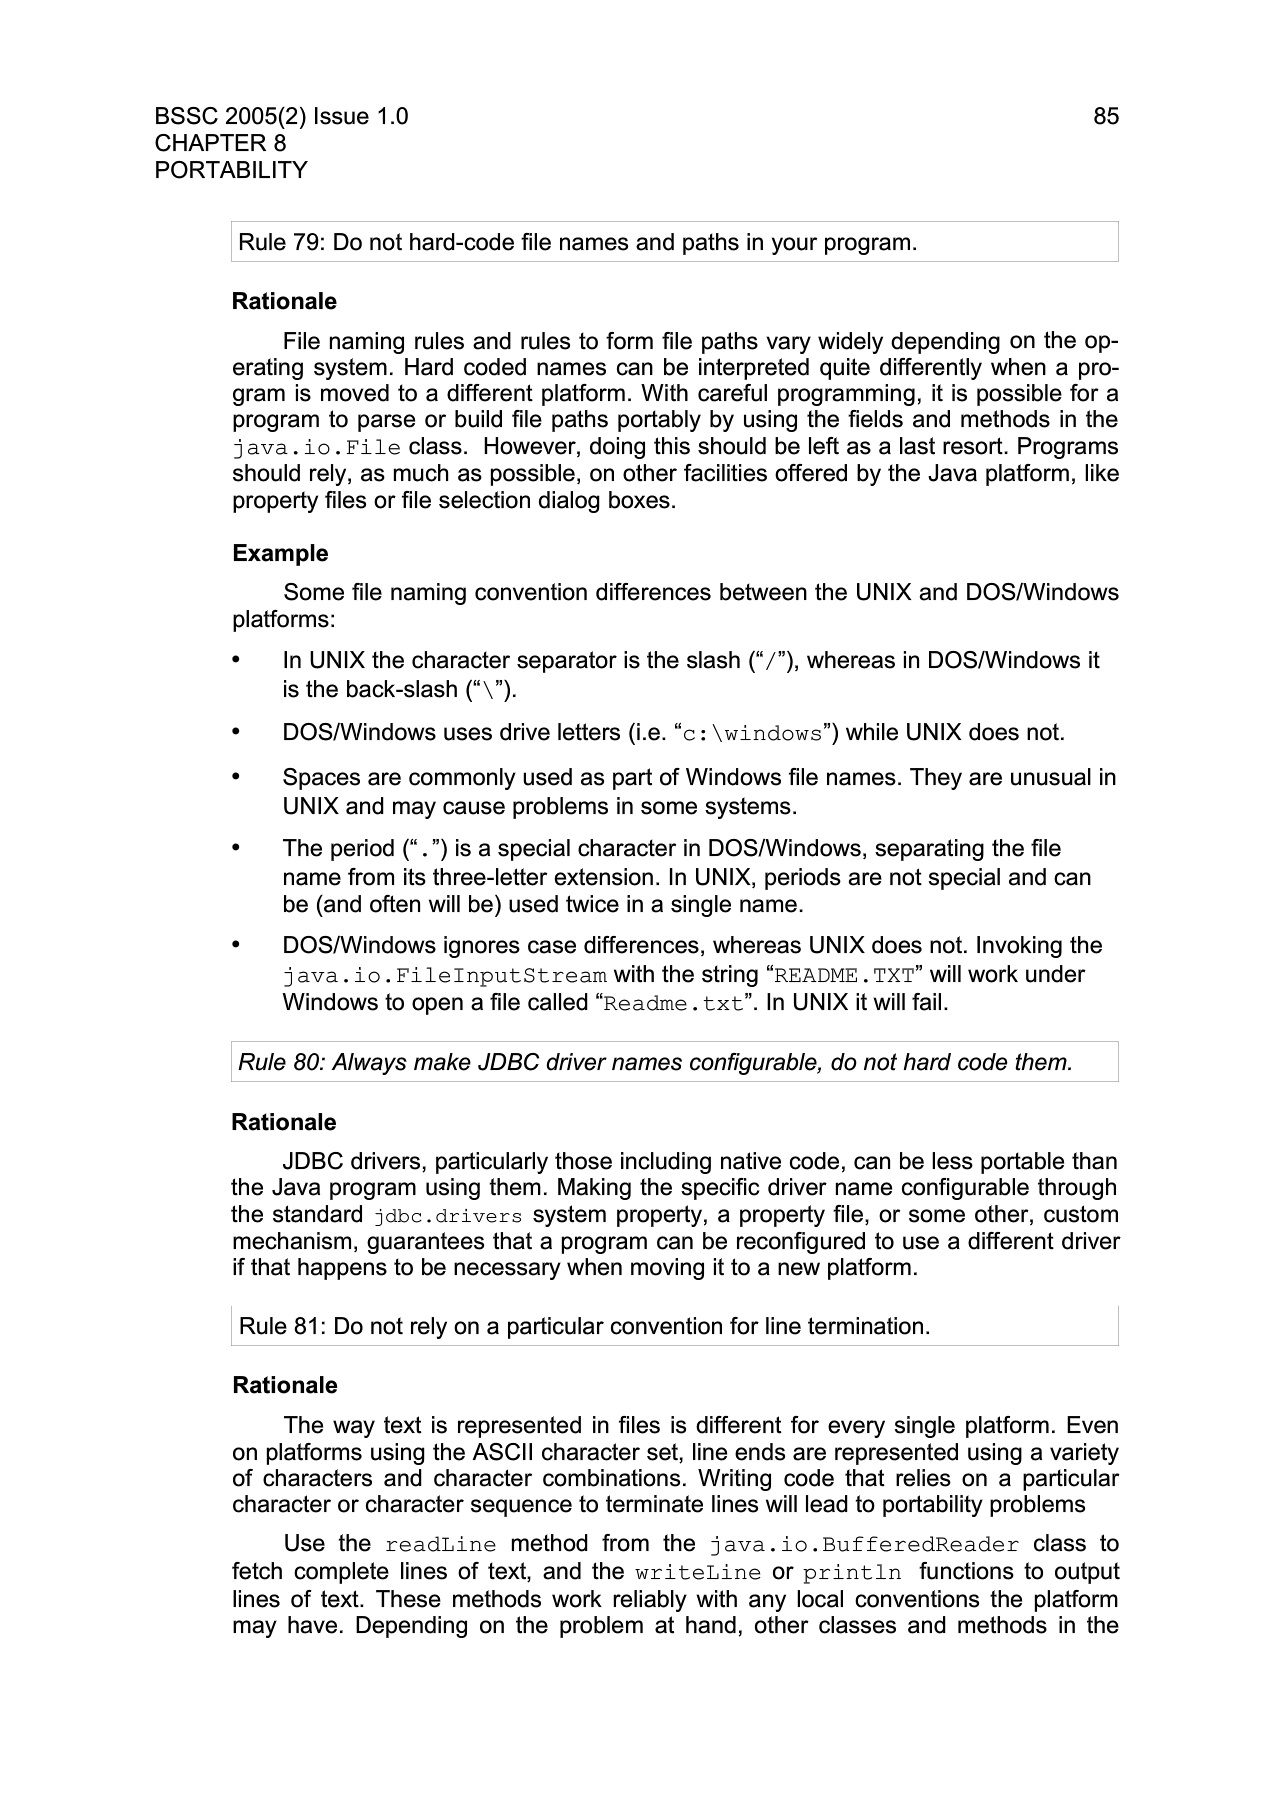 BSSC 2005(2) Issue 1.0 85
CHAPTER 8
PORTABILITY
Rule 79: Do not hard-code file names and paths in your program.
Rationale
File naming rules and rules to form file paths vary widely depending on the op-
erating system. Hard coded names can be interpreted quite differently when a pro-
gram is moved to a different platform. With careful programming, it is possible for a
program to parse or build file paths portably by using the fields and methods in the
java.io.File class. However, doing this should be left as a last resort. Programs
should rely, as much as possible, on other facilities offered by the Java platform, like
property files or file selection dialog boxes.
Example
Some file naming convention differences between the UNIX and DOS/Windows
platforms:
• In UNIX the character separator is the slash (“/”), whereas in DOS/Windows it
is the back-slash (“\”).
• DOS/Windows uses drive letters (i.e. “c:\windows”) while UNIX does not.
• Spaces are commonly used as part of Windows file names. They are unusual in
UNIX and may cause problems in some systems.
• The period (“.”) is a special character in DOS/Windows, separating the file
name from its three-letter extension. In UNIX, periods are not special and can
be (and often will be) used twice in a single name.
• DOS/Windows ignores case differences, whereas UNIX does not. Invoking the
java.io.FileInputStream with the string “README.TXT” will work under
Windows to open a file called “Readme.txt”. In UNIX it will fail.
Rule 80: Always make JDBC driver names configurable, do not hard code them.
Rationale
JDBC drivers, particularly those including native code, can be less portable than
the Java program using them. Making the specific driver name configurable through
the standard jdbc.drivers system property, a property file, or some other, custom
mechanism, guarantees that a program can be reconfigured to use a different driver
if that happens to be necessary when moving it to a new platform.
Rule 81: Do not rely on a particular convention for line termination.
Rationale
The way text is represented in files is different for every single platform. Even
on platforms using the ASCII character set, line ends are represented using a variety
of characters and character combinations. Writing code that relies on a particular
character or character sequence to terminate lines will lead to portability problems
Use the readLine method from the java.io.BufferedReader class to
fetch complete lines of text, and the writeLine or println functions to output
lines of text. These methods work reliably with any local conventions the platform
may have. Depending on the problem at hand, other classes and methods in the